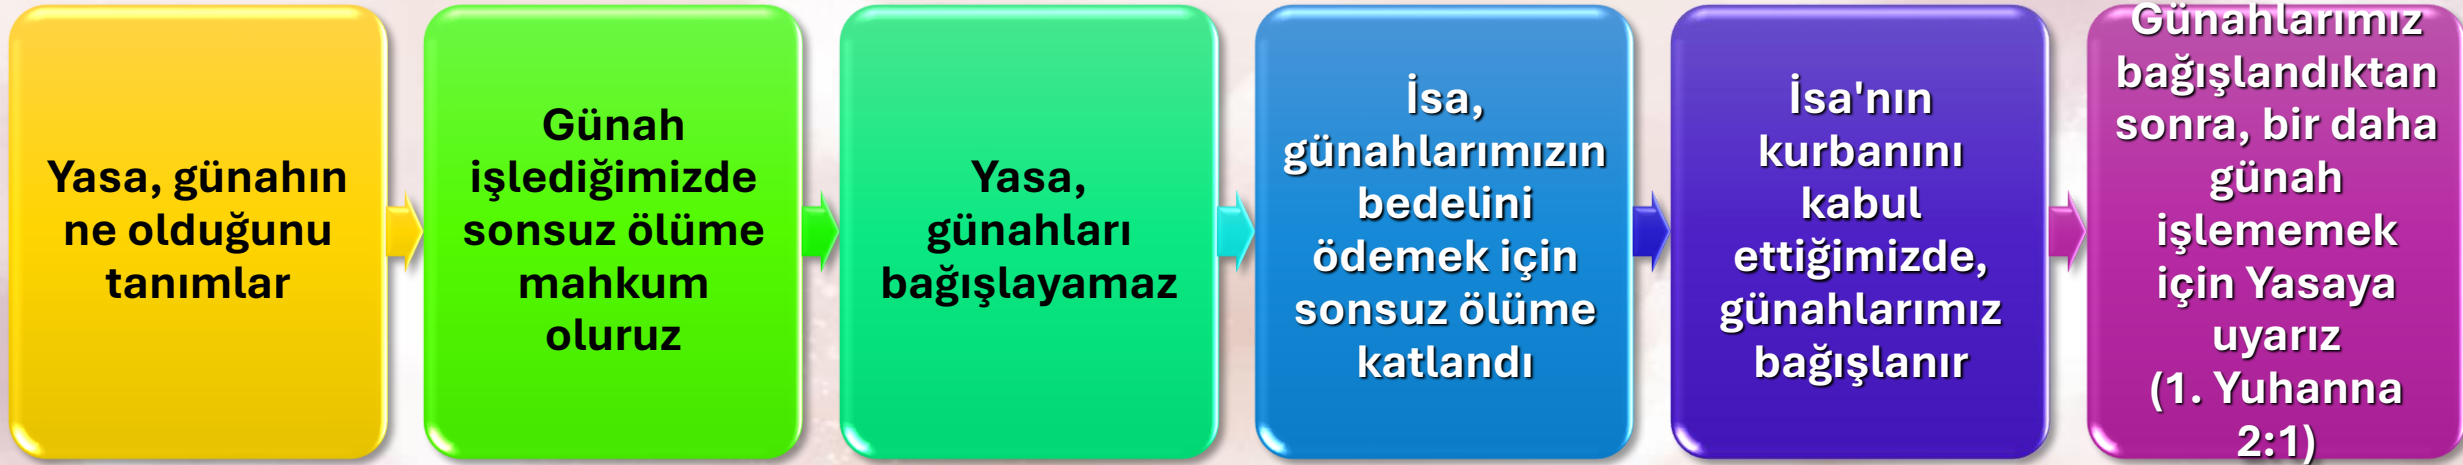 Yasa, günahın
ne olduğunu
tanımlar
Günah
işlediğimizde
sonsuz ölüme
mahkum
oluruz
Yasa,
günahları
bağışlayamaz
İsa,
günahlarımızın
bedelini
ödemek için
sonsuz ölüme
katlandı
İsa'nın
kurbanını
kabul
ettiğimizde,
günahlarımız
bağışlanır
Günahlarımız
bağışlandıktan
sonra, bir daha
günah
işlememek
için Yasaya
uyarız
(1. Yuhanna
2:1)